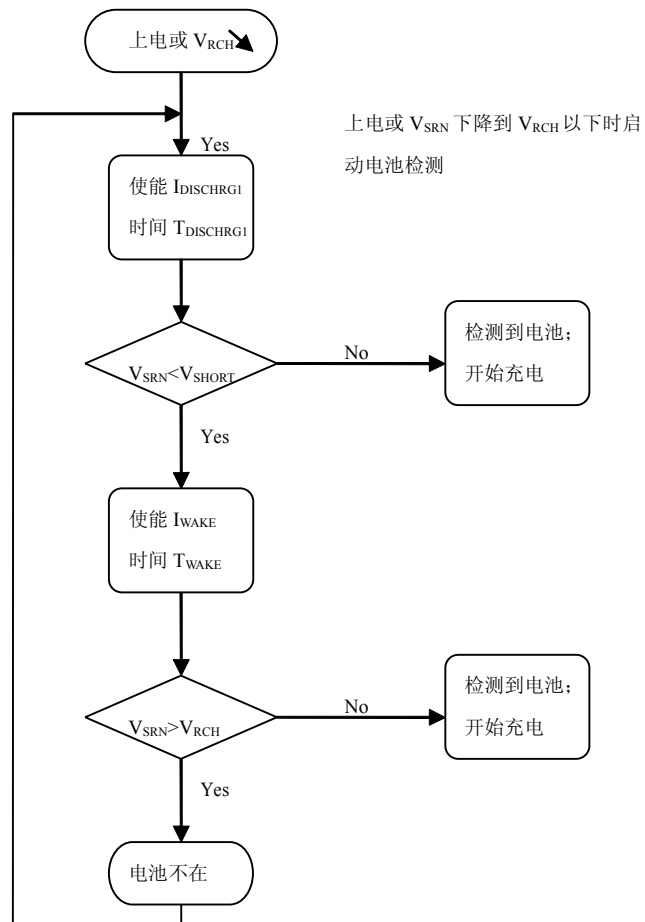 上电或 VRCH
上电或 VSRN 下降到 VRCH 以下时启
动电池检测
Yes
使能 IDISCHRG1
时间 TDISCHRG1
VSRN<VSHORT
No
检测到电池;
开始充电
Yes
使能 IWAKE
时间 TWAKE
VSRN>VRCH
No
检测到电池;
开始充电
Yes
电池不在